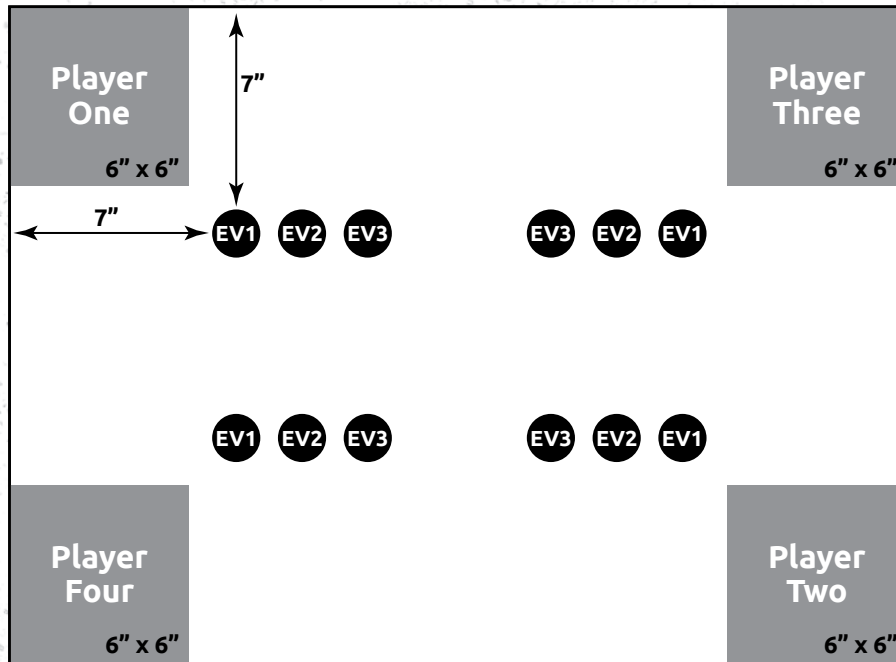 Player
One
6” x 6”
7”
Player
Three
6” x 6”
7”
EV1 EV2 EV3 EV3 EV2 EV1
EV1 EV2 EV3 EV3 EV2 EV1
Player
Four
6” x 6”
Player
Two
6” x 6”